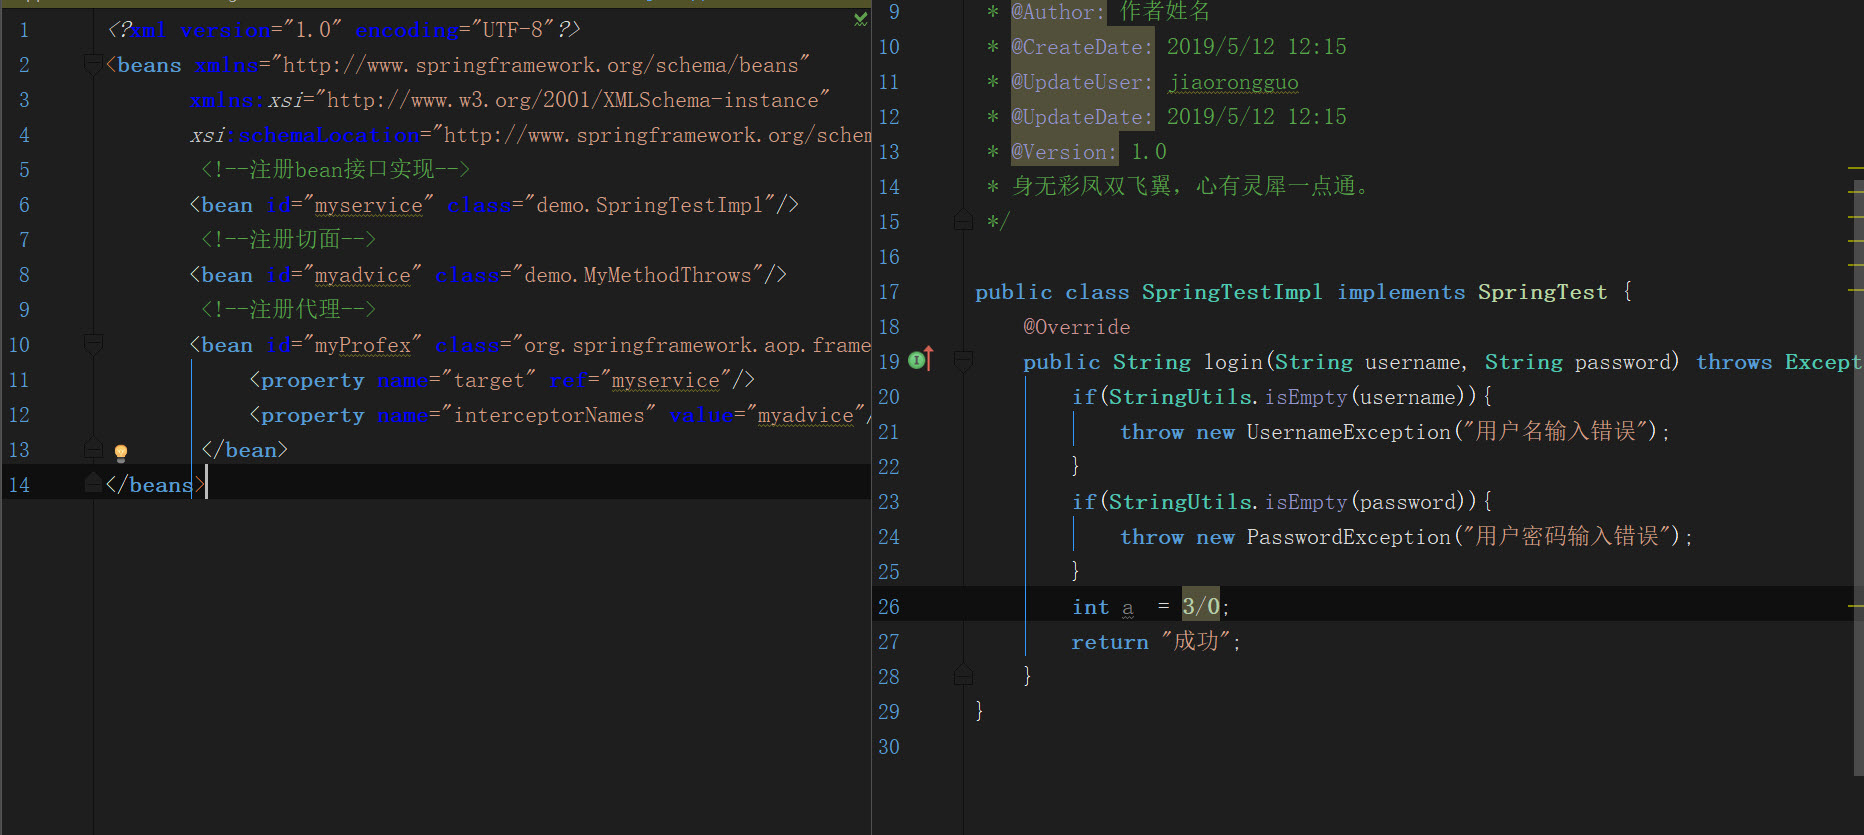 1 <?xml version="1.0" encoding="UTF-8"?>
2 <beans xmlns="http://www.springframework.org/schema/beans"
3 xmlns:xsi="http://www.w3.org/2001/XMLSchema-instance"
4 xsi:schemaLocation="http://www.springframework.org/schem
5 <!--注册bean接口实现-->
6 <bean id="myservice" class="demo.SpringTestImpl"/>
7 <!--注册切面-->
8 <bean id="myadvice" class="demo.MyMethodThrows"/>
9 <!--注册代理-->
10 <bean id="myProfex" class="org.springframework.aop.frame
11 <property name="target" ref="myservice"/>
12 <property name="interceptorNames" value="myadvice"/
13 </bean>
14 </beans>
9 * @Author: 作者姓名
10 * @CreateDate: 2019/5/12 12:15
11 * @UpdateUser: jiaorongguo
12 * @UpdateDate: 2019/5/12 12:15
13 * @Version: 1.0
14 * 身无彩凤双飞翼，心有灵犀一点通。
15 */
16
17 public class SpringTestImpl implements SpringTest {
18 @Override
19 public String login(String username, String password) throws Except
20 if(StringUtils.isEmpty(username)){
21 throw new UsernameException("用户名输入错误");
22 }
23 if(StringUtils.isEmpty(password)){
24 throw new PasswordException("用户密码输入错误");
25 }
26 int a = 3/0;
27 return "成功";
28 }
29 }
30